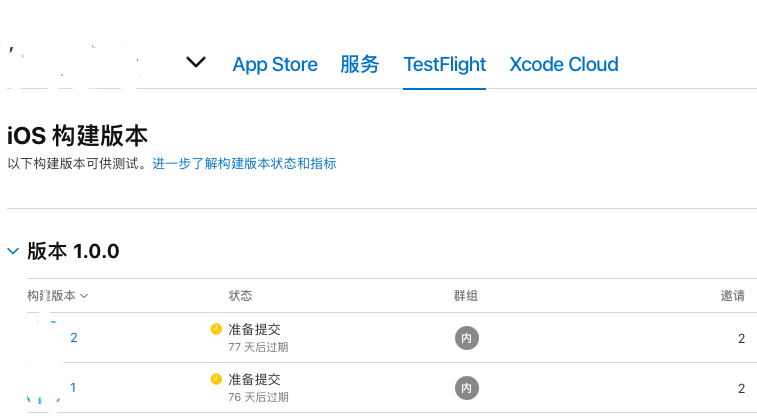 App Store 服务 TestFlight Xcode Cloud
iOS 构建版本
以下构建版本可供测试。进一步了解构建版本状态和指标
版本 1.0.0
构建版本 状态 群组 邀请
2 准备提交 内 2
77 天后过期
1 准备提交 内 2
76 天后过期